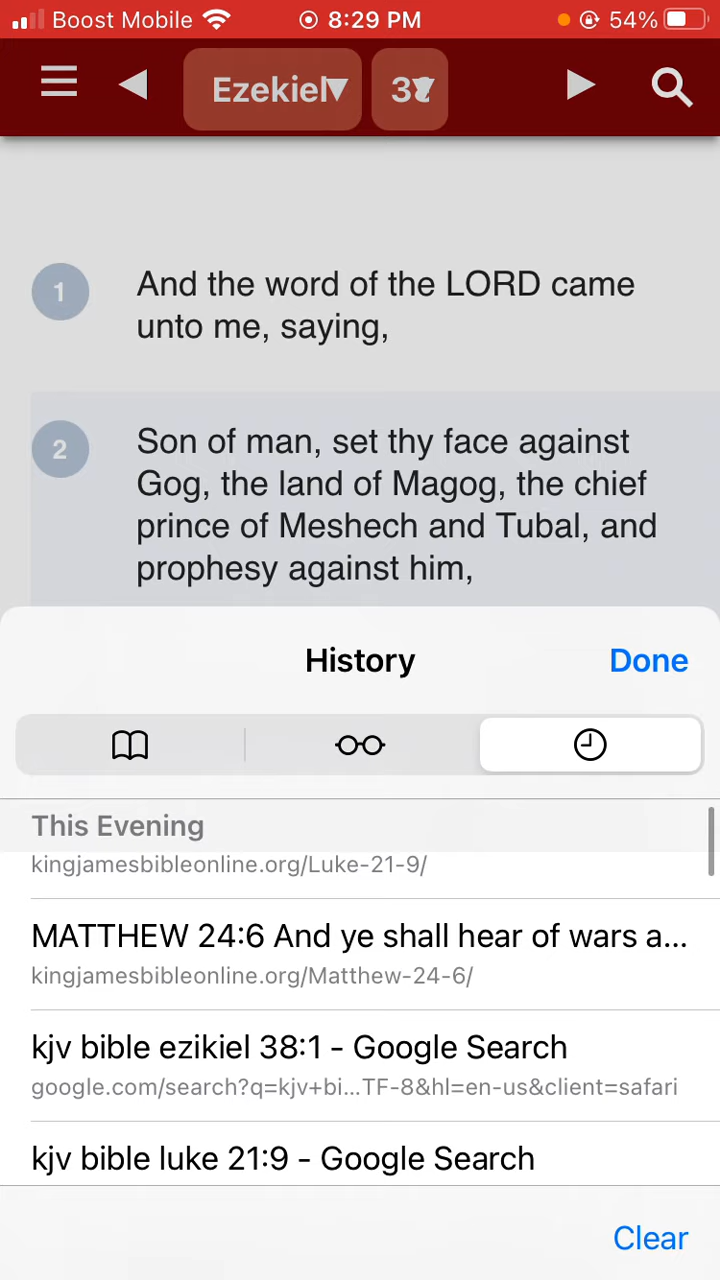 Boost Mobile 8:29 PM 54%
Ezekiel 38
1 And the word of the LORD came
unto me, saying,
2 Son of man, set thy face against
Gog, the land of Magog, the chief
prince of Meshech and Tubal, and
prophesy against him,
History Done
This Evening
kingjamesbibleonline.org/Luke-21-9/
MATTHEW 24:6 And ye shall hear of wars a...
kingjamesbibleonline.org/Matthew-24-6/
kjv bible ezikiel 38:1 - Google Search
google.com/search?q=kjv+bi...TF-8&hl=en-us&client=safari
kjv bible luke 21:9 - Google Search
Clear